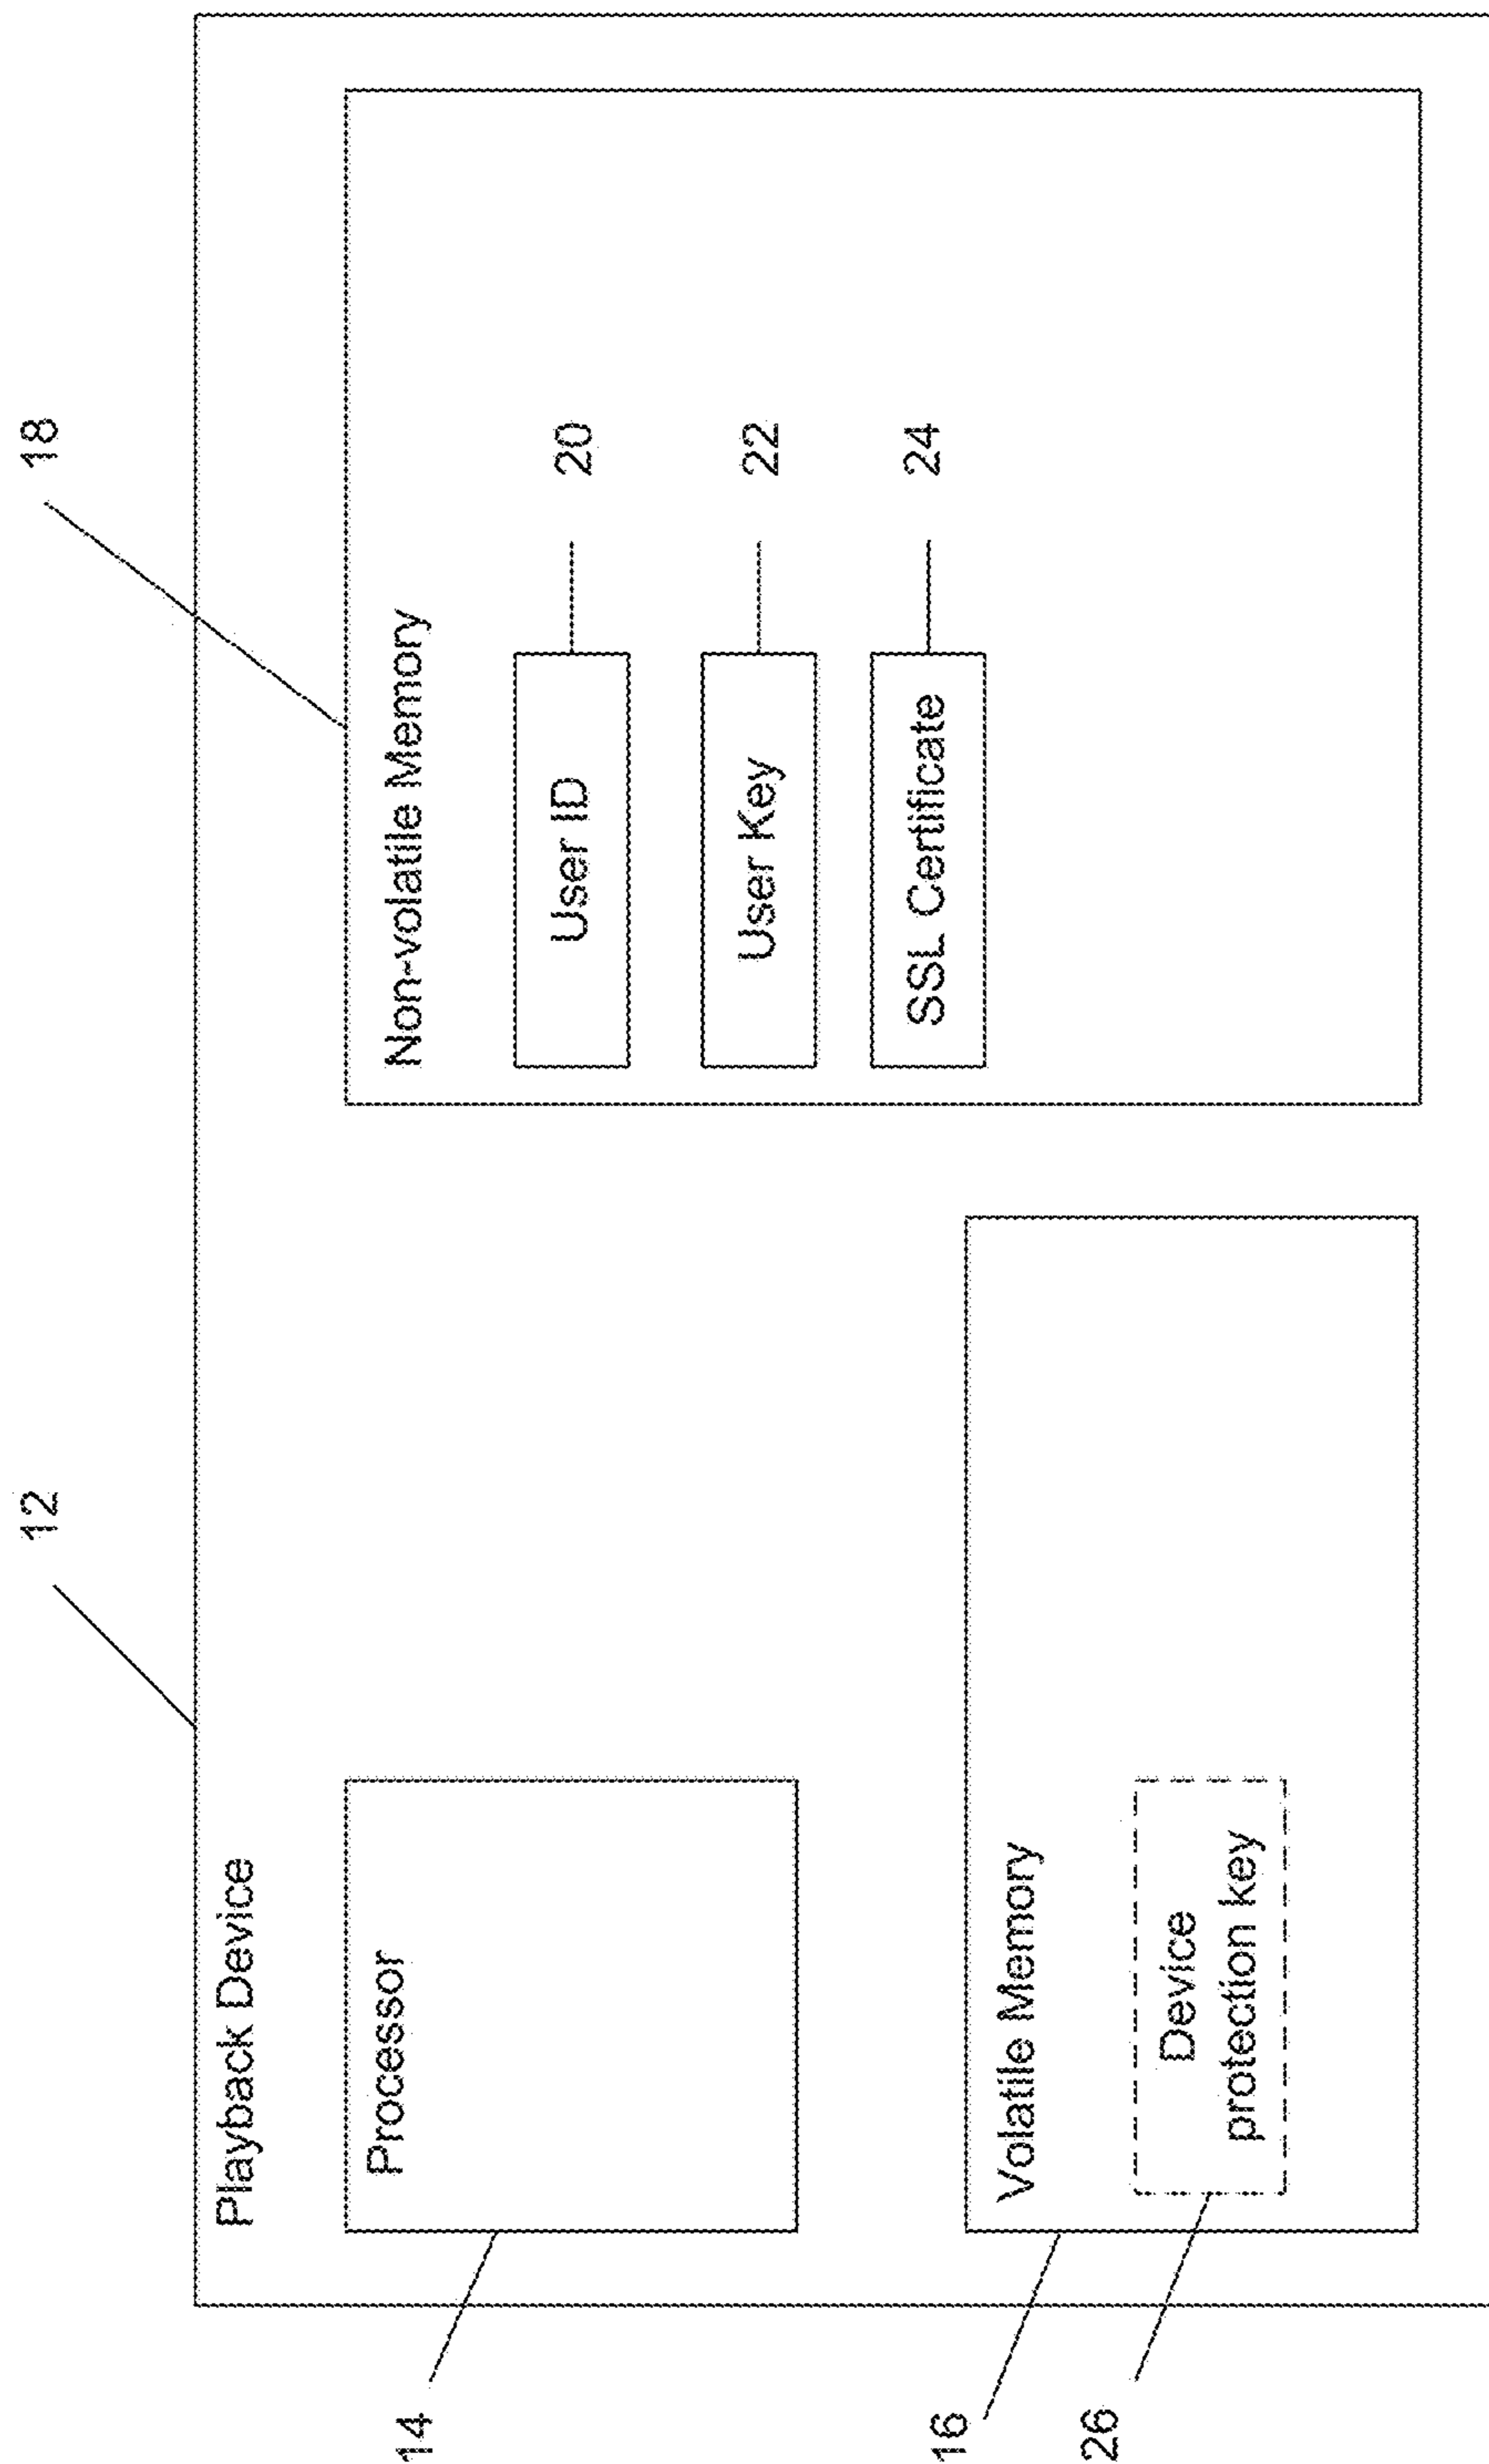 12
18
Playback Device
Processor
14
Non-volatile Memory
User ID
20
User Key
22
SSL Certificate
24
Volatile Memory
16
Device
protection key
26